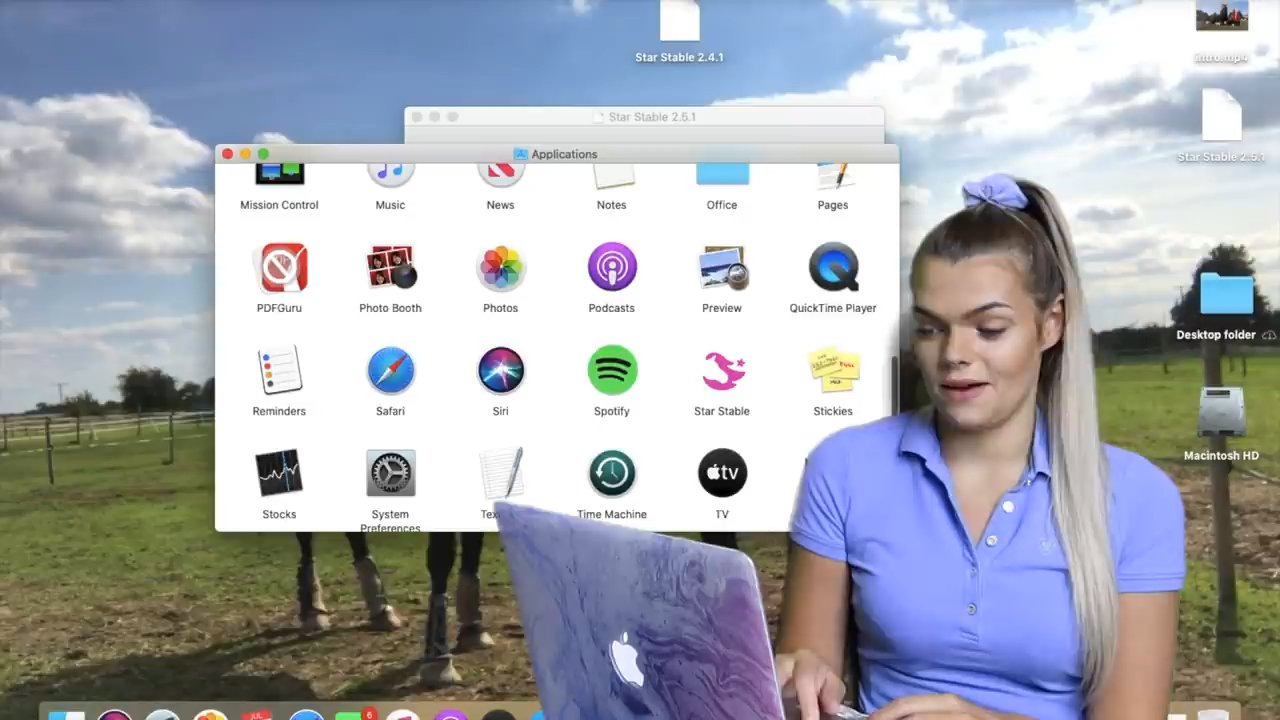 Star Stable 2.4.1
intro.mp4
Star Stable 2.5.1
Star Stable 2.5.1
Applications
Mission Control
Music
News
Notes
Office
Pages
PDFGuru
Photo Booth
Photos
Podcasts
Preview
QuickTime Player
Desktop folder
Reminders
Safari
Siri
Spotify
Star Stable
Stickies
Macintosh HD
Stocks
System
Preferences
Time Machine
tv
TV
JUL
6